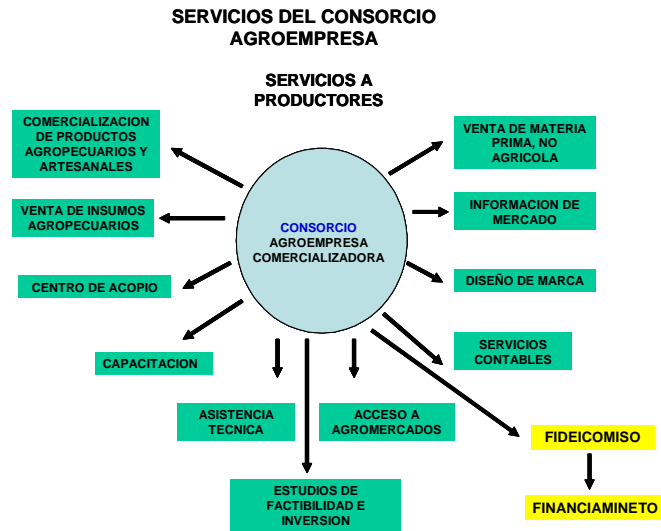 SERVICIOS DEL CONSORCIO
AGROEMPRESA
SERVICIOS A
PRODUCTORES
COMERCIALIZACION
DE PRODUCTOS
AGROPECUARIOS Y
ARTESANALES
VENTA DE MATERIA
PRIMA, NO
AGRICOLA
VENTA DE INSUMOS
AGROPECUARIOS
CONSORCIO
AGROEMPRESA
COMERCIALIZADORA
INFORMACION DE
MERCADO
CENTRO DE ACOPIO
DISEÑO DE MARCA
CAPACITACION
SERVICIOS
CONTABLES
ASISTENCIA
TECNICA
ACCESO A
AGROMERCADOS
FIDEICOMISO
ESTUDIOS DE
FACTIBILIDAD E
INVERSION
FINANCIAMINETO